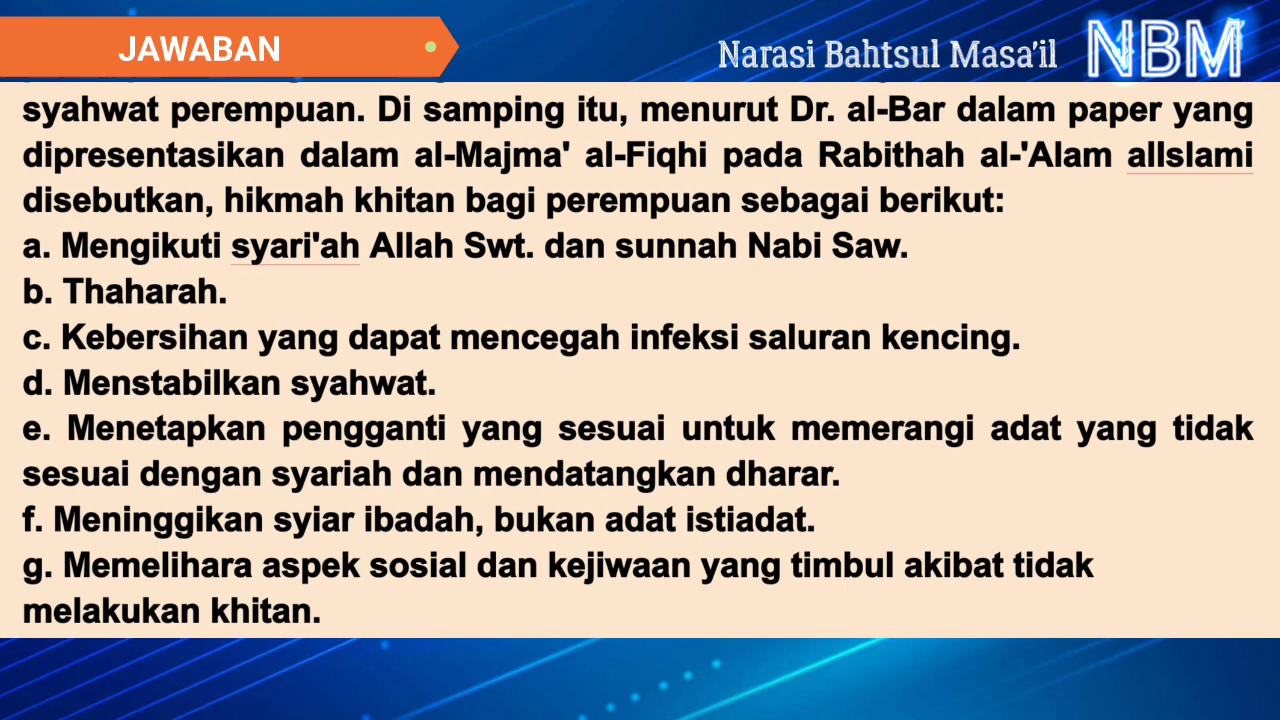 JAWABAN
Narasi Bahtsul Masa'il
NBM
syahwat perempuan. Di samping itu, menurut Dr. al-Bar dalam paper yang
dipresentasikan dalam al-Majma' al-Fiqhi pada Rabithah al-'Alam alIslami
disebutkan, hikmah khitan bagi perempuan sebagai berikut:
a. Mengikuti syari'ah Allah Swt. dan sunnah Nabi Saw.
b. Thaharah.
c. Kebersihan yang dapat mencegah infeksi saluran kencing.
d. Menstabilkan syahwat.
e. Menetapkan pengganti yang sesuai untuk memerangi adat yang tidak
sesuai dengan syariah dan mendatangkan dharar.
f. Meninggikan syiar ibadah, bukan adat istiadat.
g. Memelihara aspek sosial dan kejiwaan yang timbul akibat tidak
melakukan khitan.